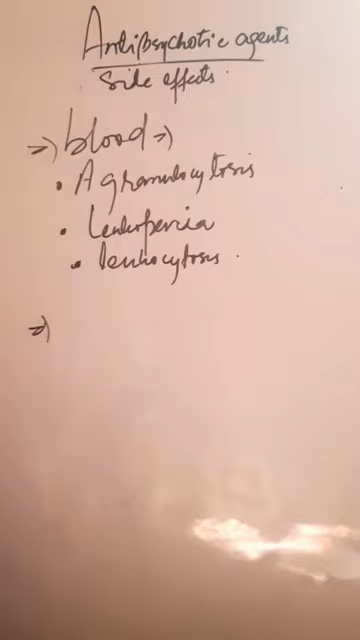 Antipsychotic agents
Side effects.
⇒ blood ⇒
• Agranulocytosis
• Leukopenia
• leukocytosis.
⇒